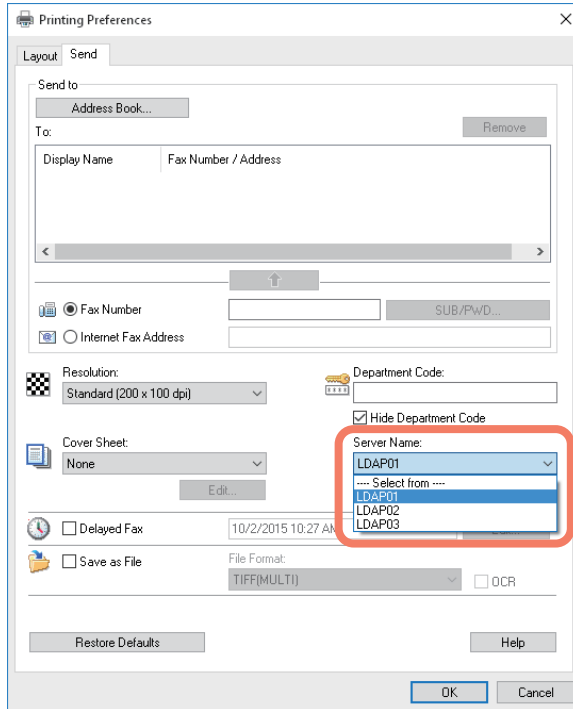 Printing Preferences
Layout Send
Send to
Address Book...
To:
Remove
Display Name Fax Number / Address
Fax Number
SUB/PWD...
Internet Fax Address
Resolution:
Standard (200 x 100 dpi)
Department Code:
Hide Department Code
Cover Sheet:
None
Edit...
Server Name:
LDAP01
---- Select from ----
LDAP01
LDAP02
LDAP03
Delayed Fax
10/2/2015 10:27 AM
Save as File
File Format:
TIFF(MULTI)
OCR
Restore Defaults
Help
OK
Cancel